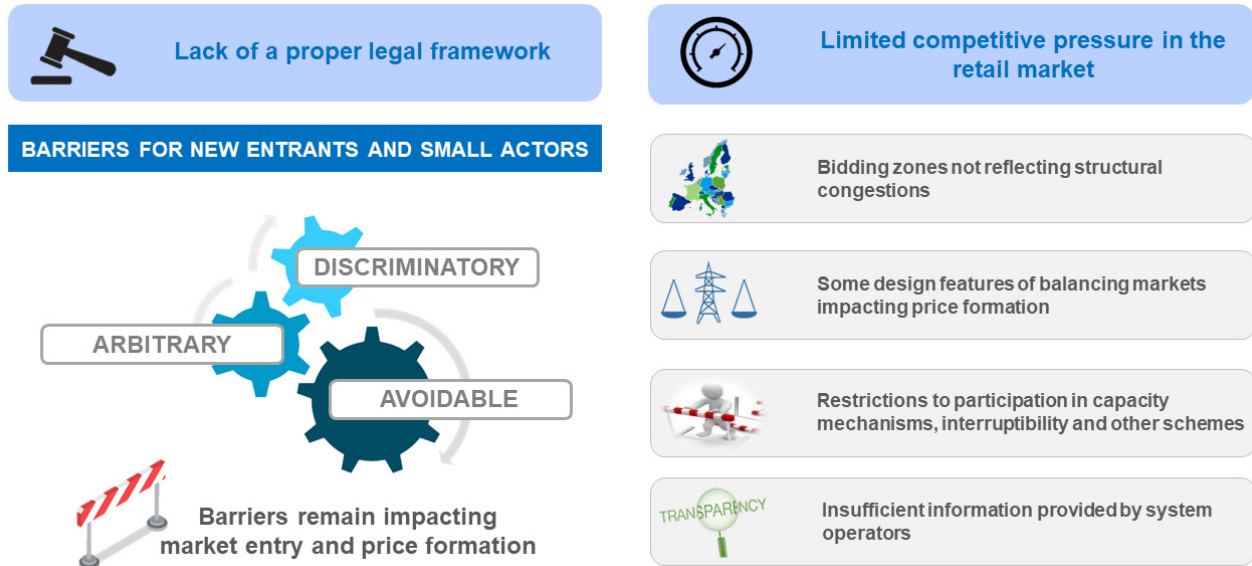 Lack of a proper legal framework
BARRIERS FOR NEW ENTRANTS AND SMALL ACTORS
DISCRIMINATORY
ARBITRARY
AVOIDABLE
Barriers remain impacting
market entry and price formation
Limited competitive pressure in the
retail market
Bidding zones not reflecting structural
congestions
Some design features of balancing markets
impacting price formation
Restrictions to participation in capacity
mechanisms, interruptibility and other schemes
TRANSPARENCY
Insufficient information provided by system
operators